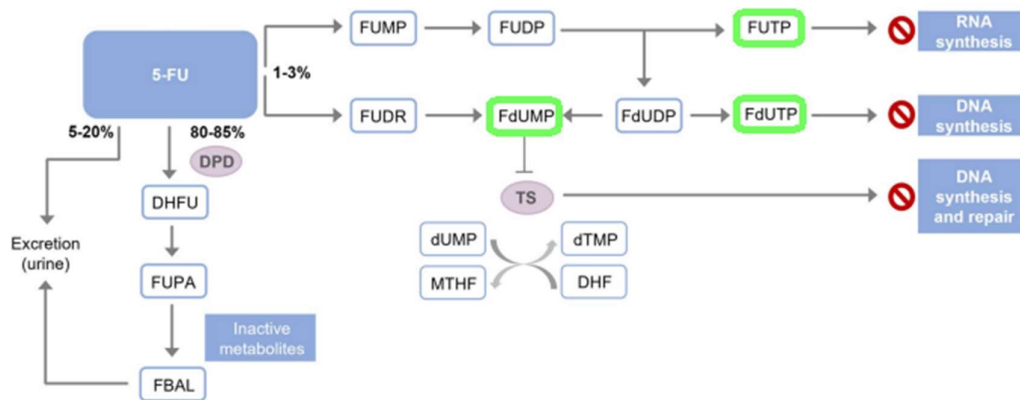 FUMP
FUDP
FUTP
RNA
synthesis
5-FU
1-3%
FUDR
FdUMP
FdUDP
FdUTP
DNA
synthesis
5-20%
80-85%
DPD
DHFU
TS
DNA
synthesis
and repair
Excretion
(urine)
dUMP
dTMP
MTHF
DHF
FUPA
Inactive
metabolites
FBAL